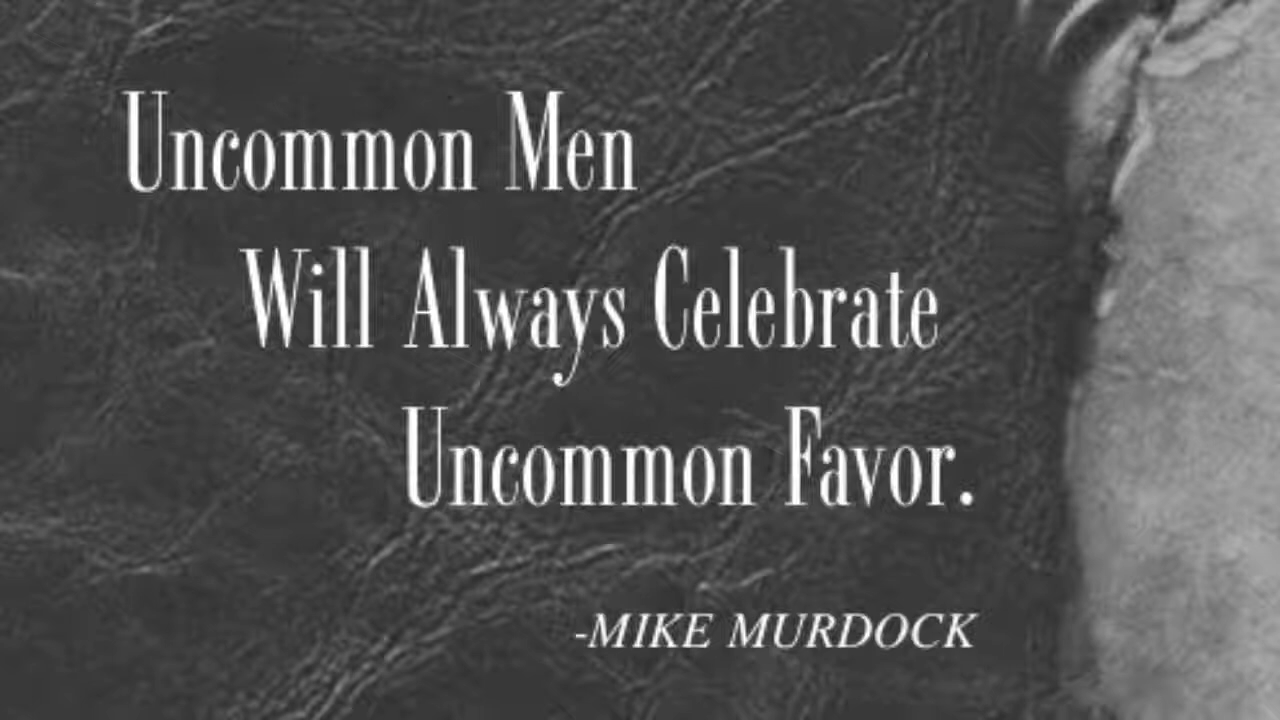 Uncommon Men
Will Always Celebrate
Uncommon Favor.
-MIKE MURDOCK